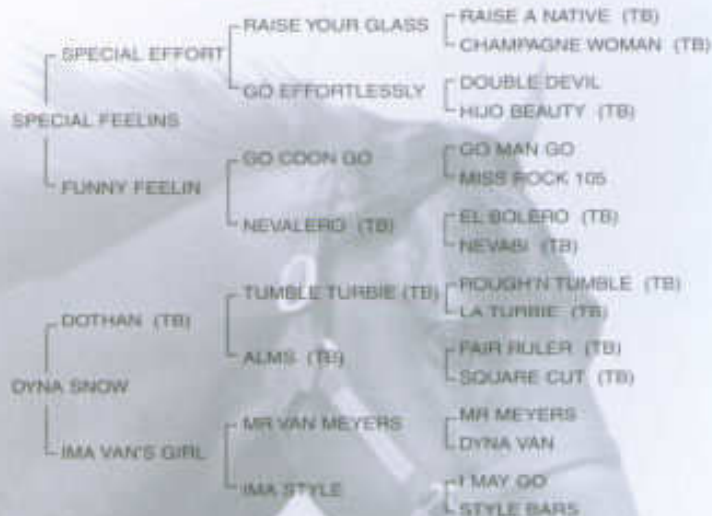 RAISE A NATIVE (TB)
RAISE YOUR GLASS
CHAMPAGNE WOMAN (TB)
SPECIAL EFFORT
DOUBLE DEVIL
GO EFFORTLESSLY
HIJO BEAUTY (TB)
SPECIAL FEELINS
GO MAN GO
GO COON GO
MISS ROCK 105
FUNNY FEELIN
EL BOLERO (TB)
NEVALERO (TB)
NEVABI (TB)
ROUGH'N TUMBLE (TB)
TUMBLE TURBIE (TB)
LA TURBIE (TB)
DOTHAN (TB)
FAIR RULER (TB)
ALMS (TB)
SQUARE CUT (TB)
DYNA SNOW
MR MEYERS
MR VAN MEYERS
DYNA VAN
IMA VAN'S GIRL
I MAY GO
IMA STYLE
STYLE BARS